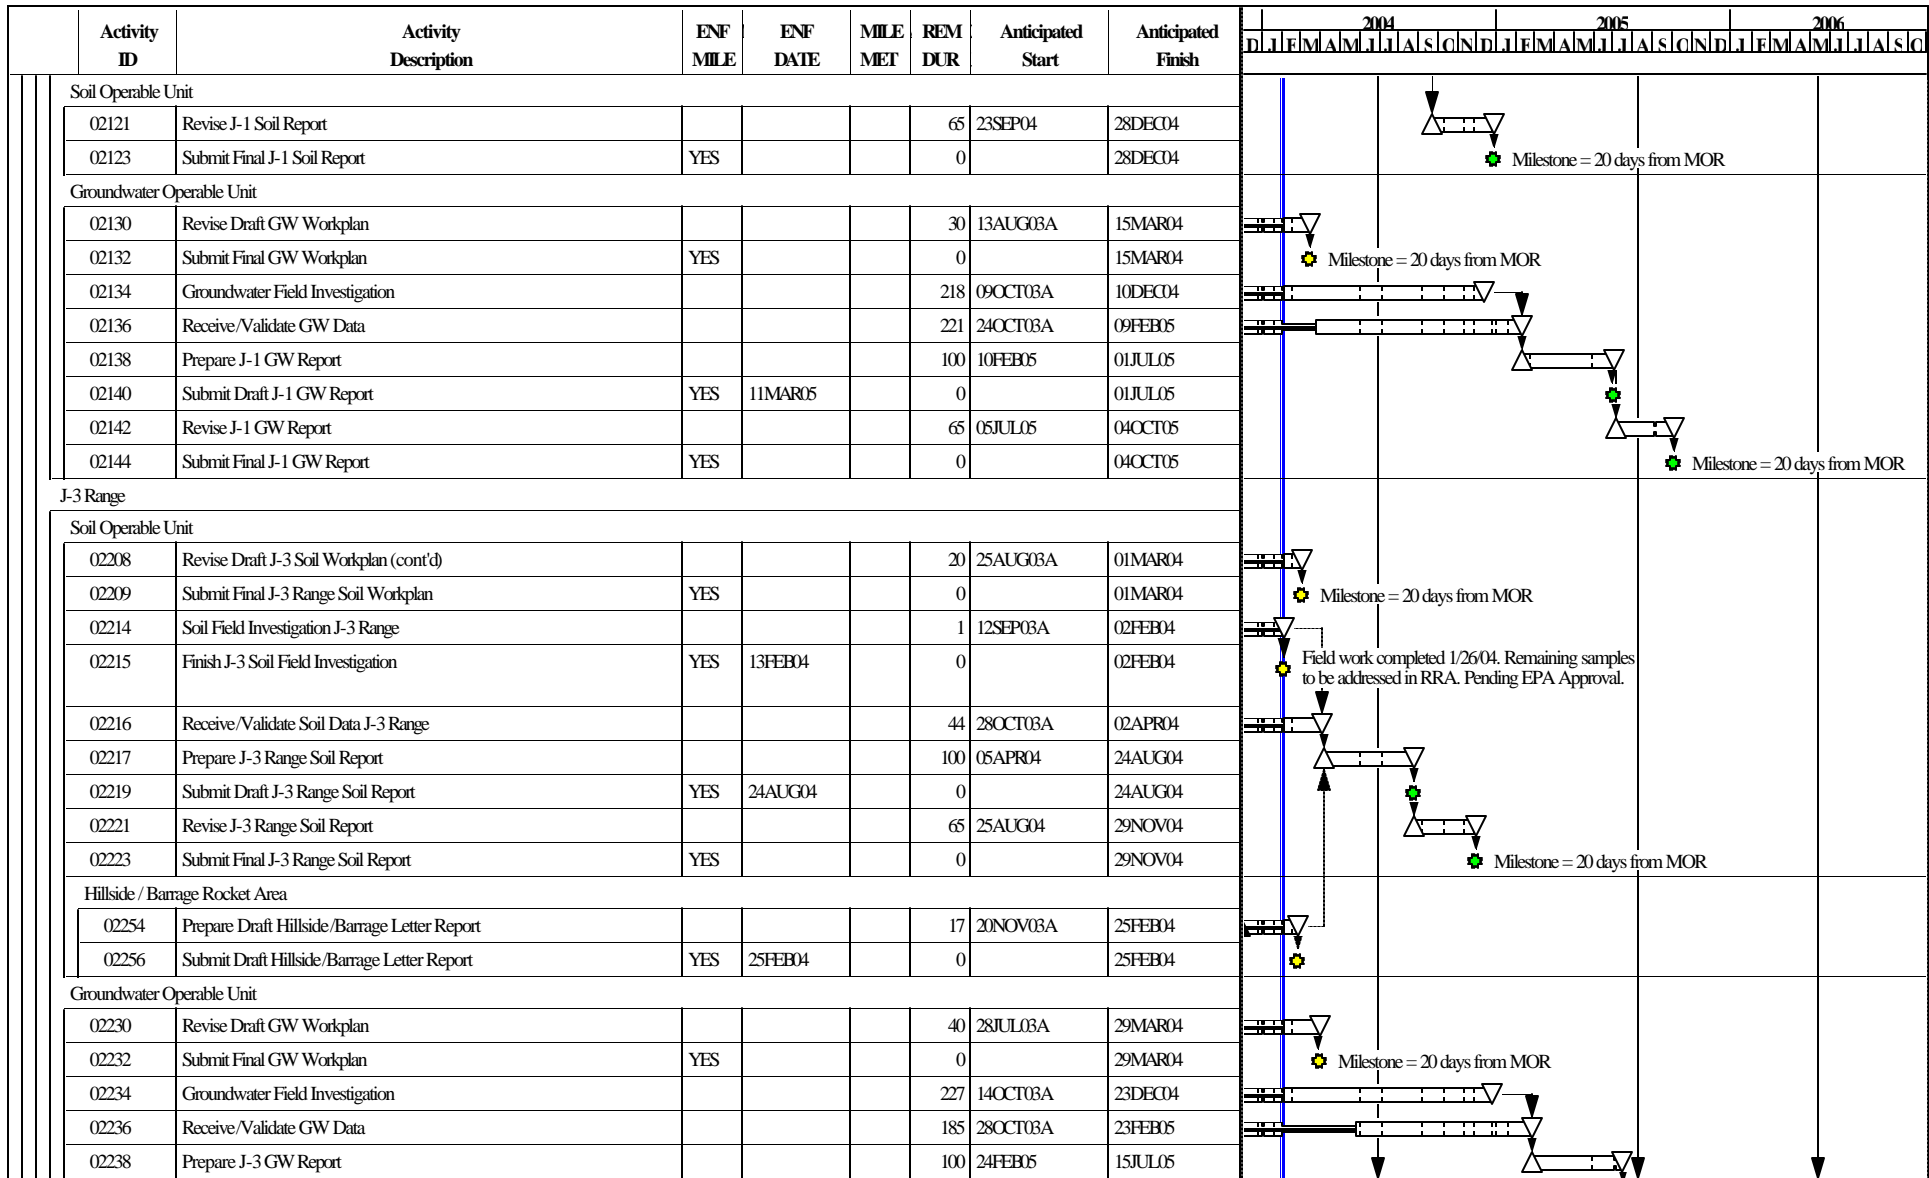 Activity ID Activity Description ENF MILE ENF DATE MILE MET REM DUR Anticipated Start Anticipated Finish
2004 2005 2006
D J F M A M J J A S O N D J F M A M J J A S O N D J F M A M J J A S O
Soil Operable Unit
02121 Revise J-1 Soil Report 65 23SEP04 28DEC04
02123 Submit Final J-1 Soil Report YES 0 28DEC04 Milestone = 20 days from MOR
Groundwater Operable Unit
02130 Revise Draft GW Workplan 30 13AUG03A 15MAR04
02132 Submit Final GW Workplan YES 0 15MAR04 Milestone = 20 days from MOR
02134 Groundwater Field Investigation 218 09OCT03A 10DEC04
02136 Receive/Validate GW Data 221 24OCT03A 09FEB05
02138 Prepare J-1 GW Report 100 10FEB05 01JUL05
02140 Submit Draft J-1 GW Report YES 11MAR05 0 01JUL05
02142 Revise J-1 GW Report 65 05JUL05 04OCT05
02144 Submit Final J-1 GW Report YES 0 04OCT05 Milestone = 20 days from MOR
J-3 Range
Soil Operable Unit
02208 Revise Draft J-3 Soil Workplan (cont'd) 20 25AUG03A 01MAR04
02209 Submit Final J-3 Range Soil Workplan YES 0 01MAR04 Milestone = 20 days from MOR
02214 Soil Field Investigation J-3 Range 1 12SEP03A 02FEB04
02215 Finish J-3 Soil Field Investigation YES 13FEB04 0 02FEB04 Field work completed 1/26/04. Remaining samples
to be addressed in RRA. Pending EPA Approval.
02216 Receive/Validate Soil Data J-3 Range 44 28OCT03A 02APR04
02217 Prepare J-3 Range Soil Report 100 05APR04 24AUG04
02219 Submit Draft J-3 Range Soil Report YES 24AUG04 0 24AUG04
02221 Revise J-3 Range Soil Report 65 25AUG04 29NOV04
02223 Submit Final J-3 Range Soil Report YES 0 29NOV04 Milestone = 20 days from MOR
Hillside / Barrage Rocket Area
02254 Prepare Draft Hillside/Barrage Letter Report 17 20NOV03A 25FEB04
02256 Submit Draft Hillside/Barrage Letter Report YES 25FEB04 0 25FEB04
Groundwater Operable Unit
02230 Revise Draft GW Workplan 40 28JUL03A 29MAR04
02232 Submit Final GW Workplan YES 0 29MAR04 Milestone = 20 days from MOR
02234 Groundwater Field Investigation 227 14OCT03A 23DEC04
02236 Receive/Validate GW Data 185 28OCT03A 23FEB05
02238 Prepare J-3 GW Report 100 24FEB05 15JUL05